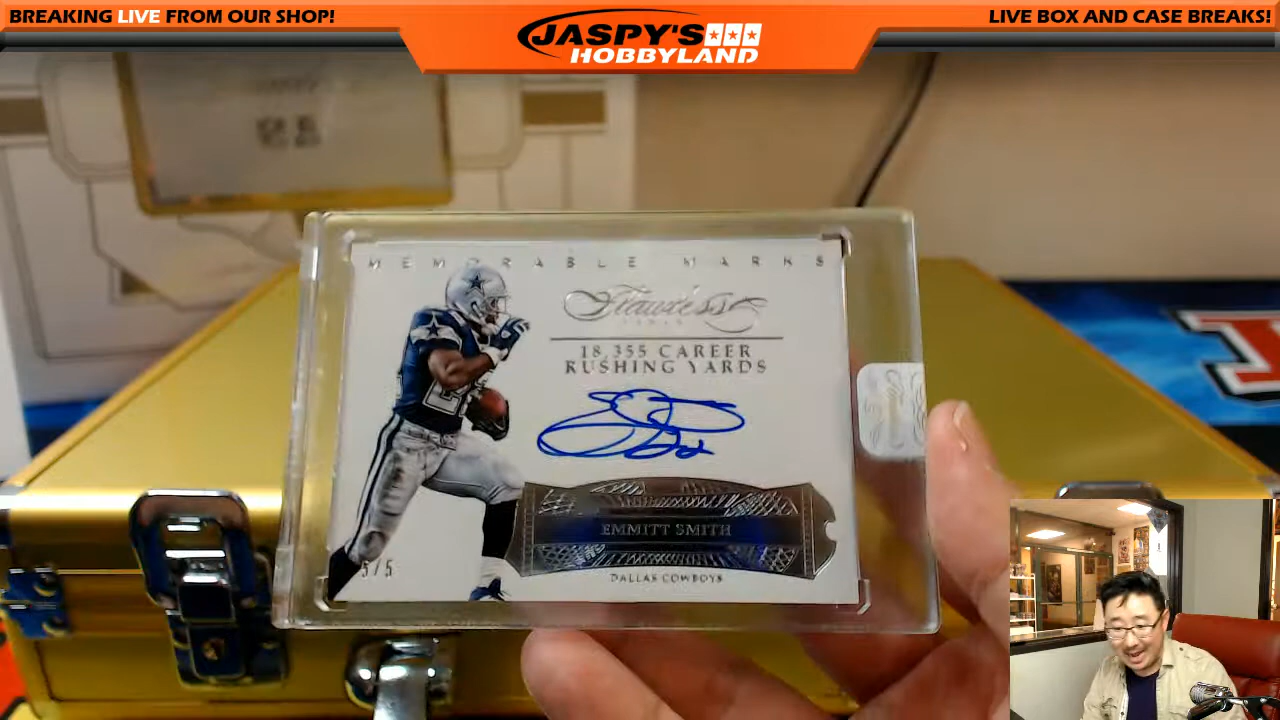 BREAKING LIVE FROM OUR SHOP!
JASPY'S
HOBBYLAND
LIVE BOX AND CASE BREAKS!
MEMORABLE MARKS
Flawless
18,355 CAREER
RUSHING YARDS
EMMITT SMITH
DALLAS COWBOYS
5/5